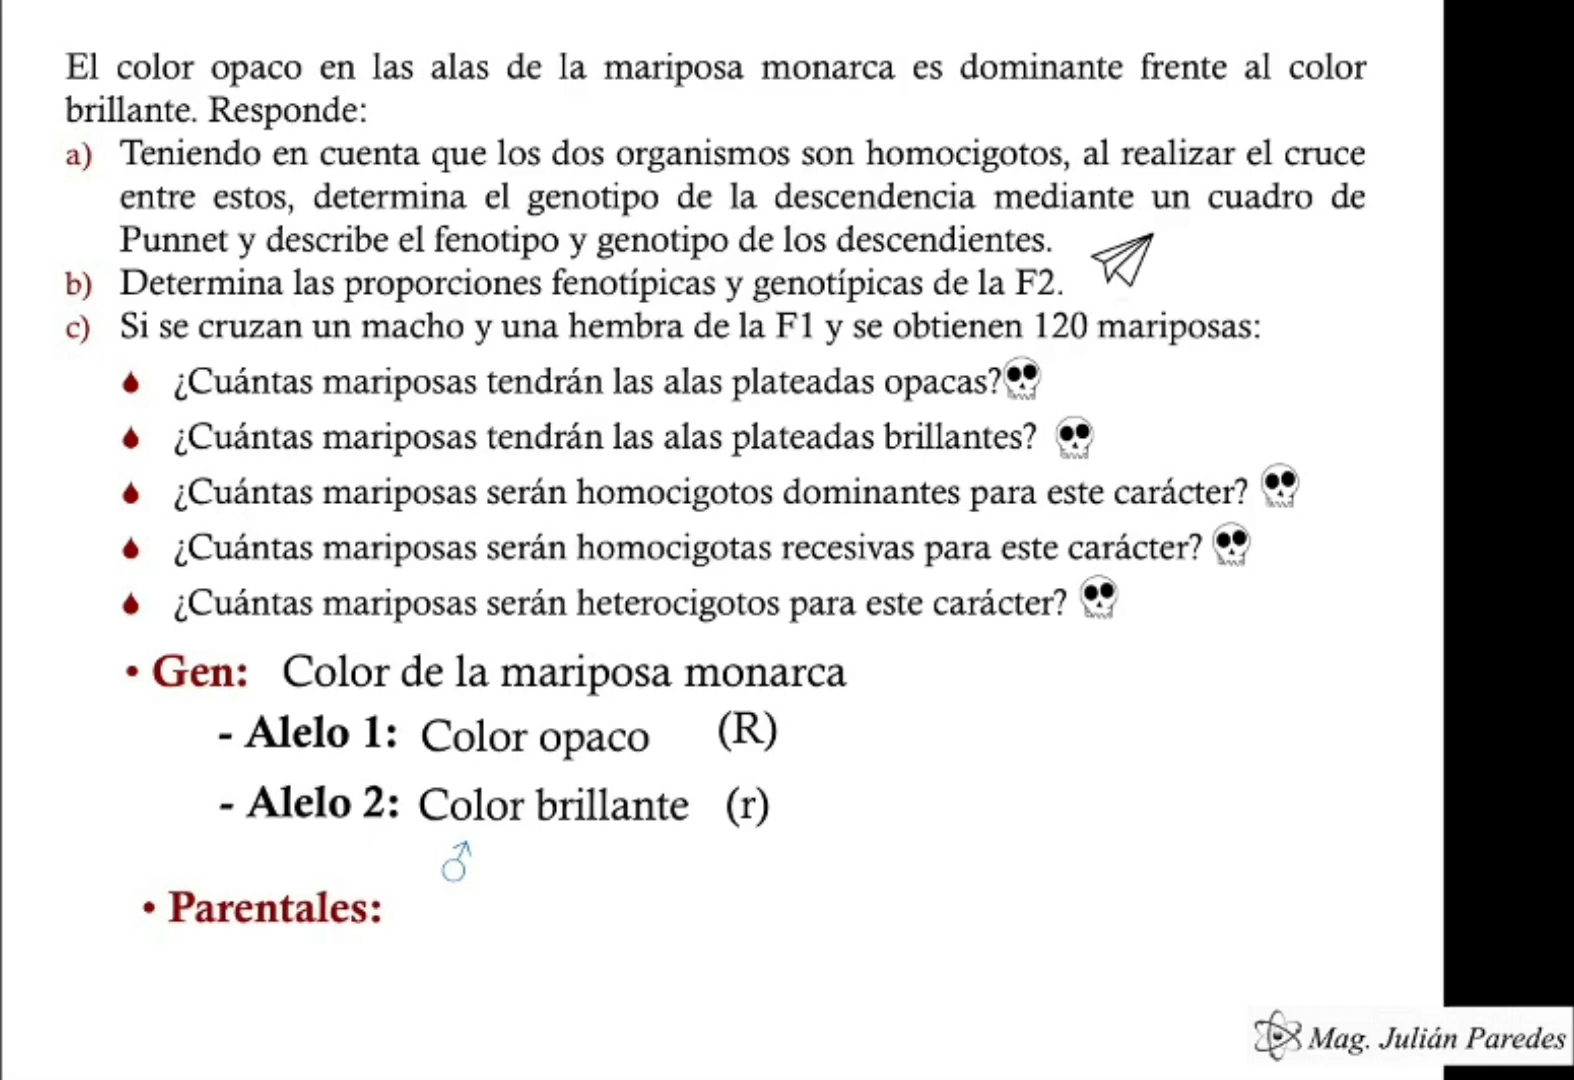 El color opaco en las alas de la mariposa monarca es dominante frente al color
brillante. Responde:
a) Teniendo en cuenta que los dos organismos son homocigotos, al realizar el cruce
entre estos, determina el genotipo de la descendencia mediante un cuadro de
Punnet y describe el fenotipo y genotipo de los descendientes.
b) Determina las proporciones fenotípicas y genotípicas de la F2.
c) Si se cruzan un macho y una hembra de la F1 y se obtienen 120 mariposas:
¿Cuántas mariposas tendrán las alas plateadas opacas?
¿Cuántas mariposas tendrán las alas plateadas brillantes?
¿Cuántas mariposas serán homocigotos dominantes para este carácter?
¿Cuántas mariposas serán homocigotas recesivas para este carácter?
¿Cuántas mariposas serán heterocigotos para este carácter?
• Gen: Color de la mariposa monarca
- Alelo 1: Color opaco (R)
- Alelo 2: Color brillante (r)
♂
• Parentales:
Mag. Julián Paredes